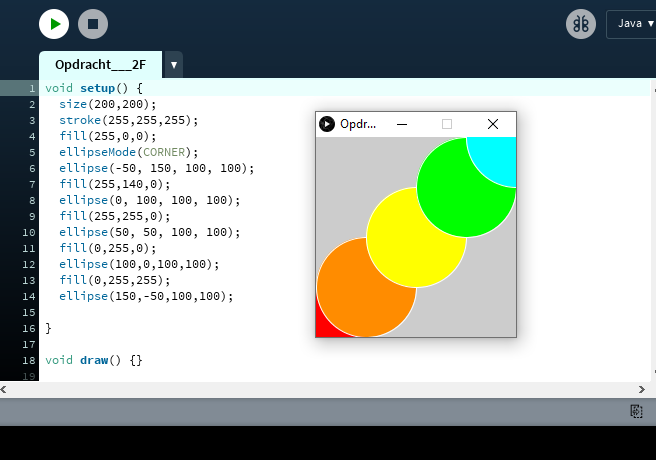 Java ▼
Opdracht___2F ▼
1 void setup() {
2 size(200,200);
3 stroke(255,255,255);
4 fill(255,0,0);
5 ellipseMode(CORNER);
6 ellipse(-50, 150, 100, 100);
7 fill(255,140,0);
8 ellipse(0, 100, 100, 100);
9 fill(255,255,0);
10 ellipse(50, 50, 100, 100);
11 fill(0,255,0);
12 ellipse(100,0,100,100);
13 fill(0,255,255);
14 ellipse(150,-50,100,100);
15
16 }
17
18 void draw() {}
19
Opdr...